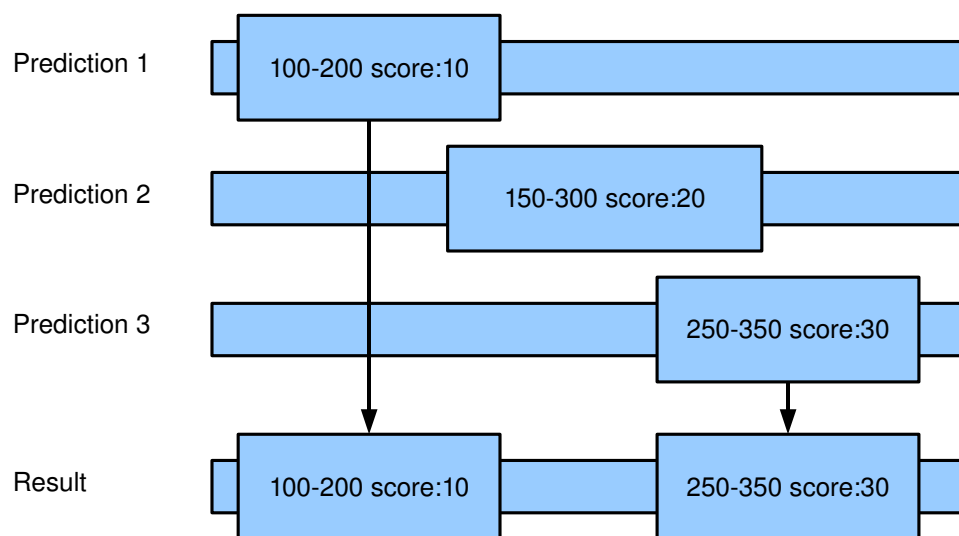 Prediction 1
100-200 score:10
Prediction 2
150-300 score:20
Prediction 3
250-350 score:30
Result
100-200 score:10
250-350 score:30